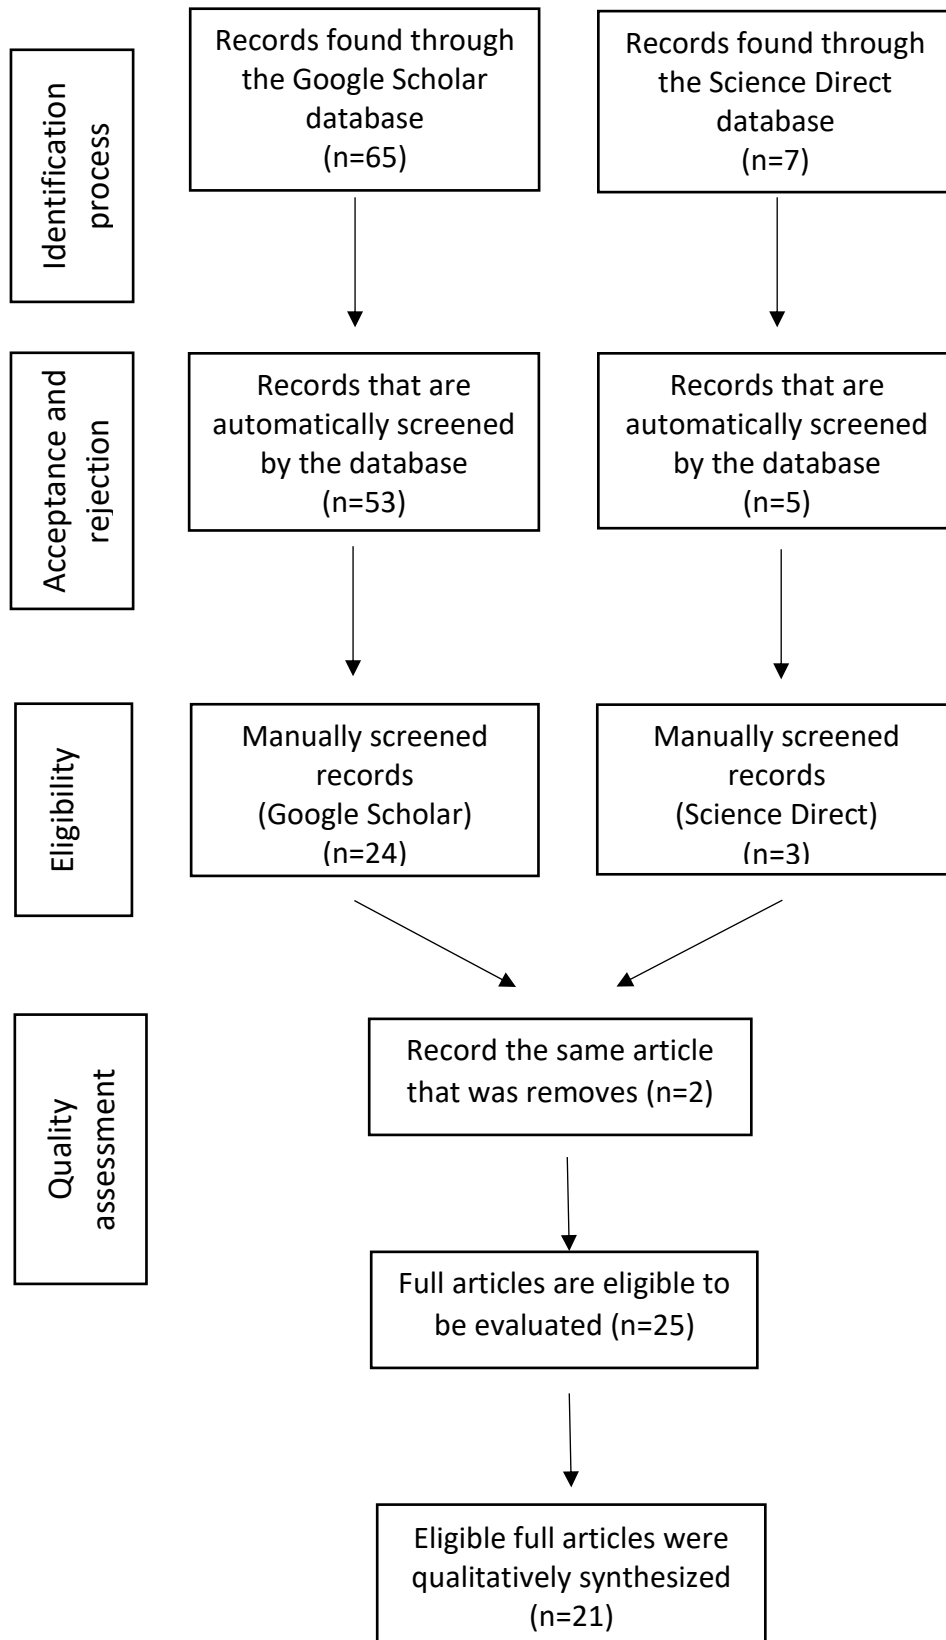 Identification
process
Records found through
the Google Scholar
database
(n=65)
Records found through
the Science Direct
database
(n=7)
Acceptance and
rejection
Records that are
automatically screened
by the database
(n=53)
Records that are
automatically screened
by the database
(n=5)
Eligibility
Manually screened
records
(Google Scholar)
(n=24)
Manually screened
records
(Science Direct)
(n=3)
Quality
assessment
Record the same article
that was removes (n=2)
Full articles are eligible to
be evaluated (n=25)
Eligible full articles were
qualitatively synthesized
(n=21)